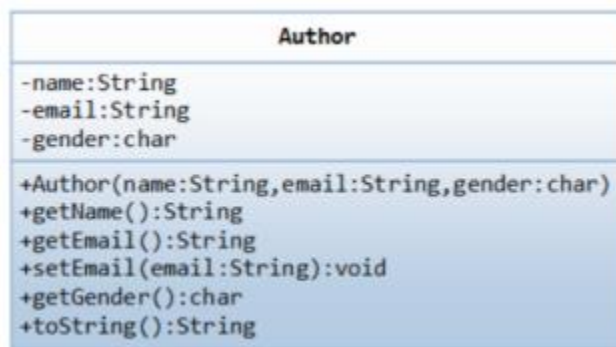 Author
-name:String
-email:String
-gender:char
+Author(name:String,email:String,gender:char)
+getName():String
+getEmail():String
+setEmail(email:String):void
+getGender():char
+toString():String